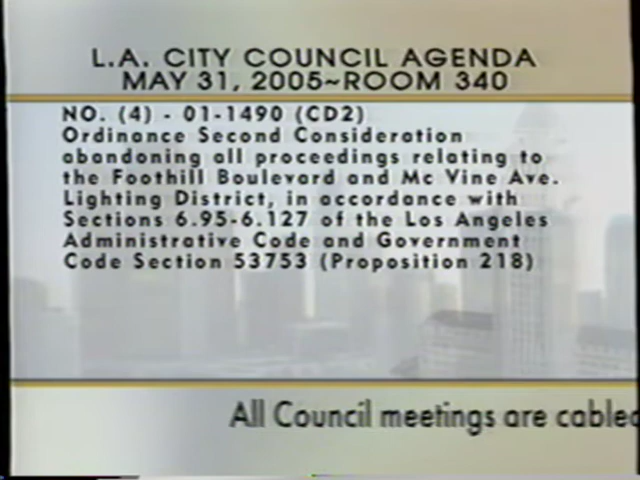 L.A. CITY COUNCIL AGENDA
MAY 31, 2005~ROOM 340
NO. (4) - 01-1490 (CD2)
Ordinance Second Consideration
abandoning all proceedings relating to
the Foothill Boulevard and Mc Vine Ave.
Lighting District, in accordance with
Sections 6.95-6.127 of the Los Angeles
Administrative Code and Government
Code Section 53753 (Proposition 218)
All Council meetings are cablec